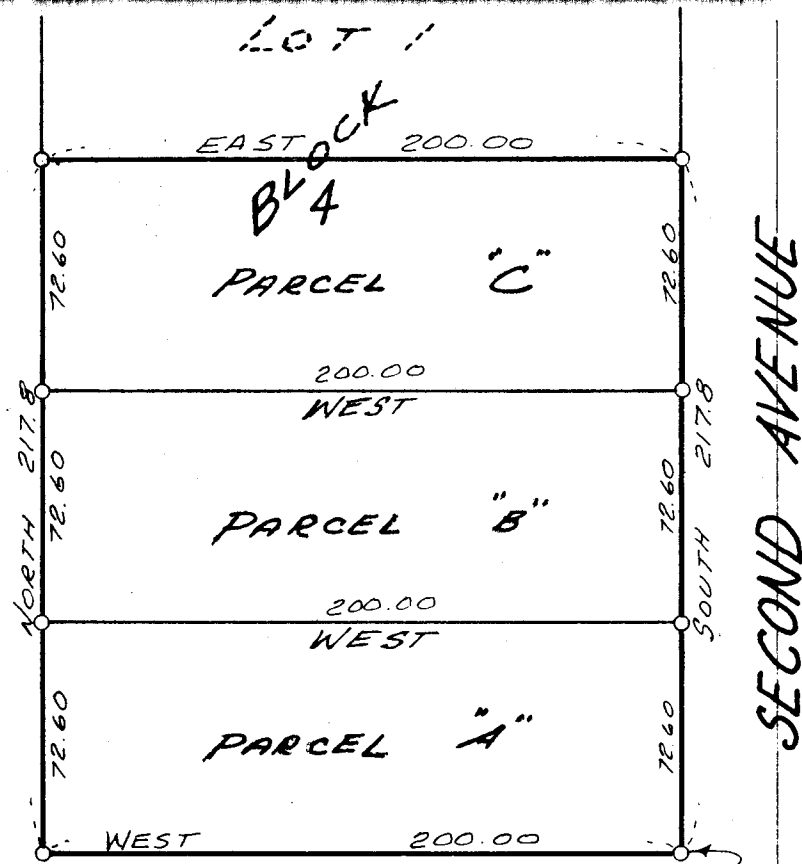 LOT 1
BLOCK
4
EAST 200.00
72.60
PARCEL "C"
72.60
200.00
WEST
NORTH 217.8
72.60
PARCEL "B"
72.60
SOUTH 217.8
200.00
WEST
72.60
PARCEL "A"
72.60
WEST 200.00
SECOND AVENUE